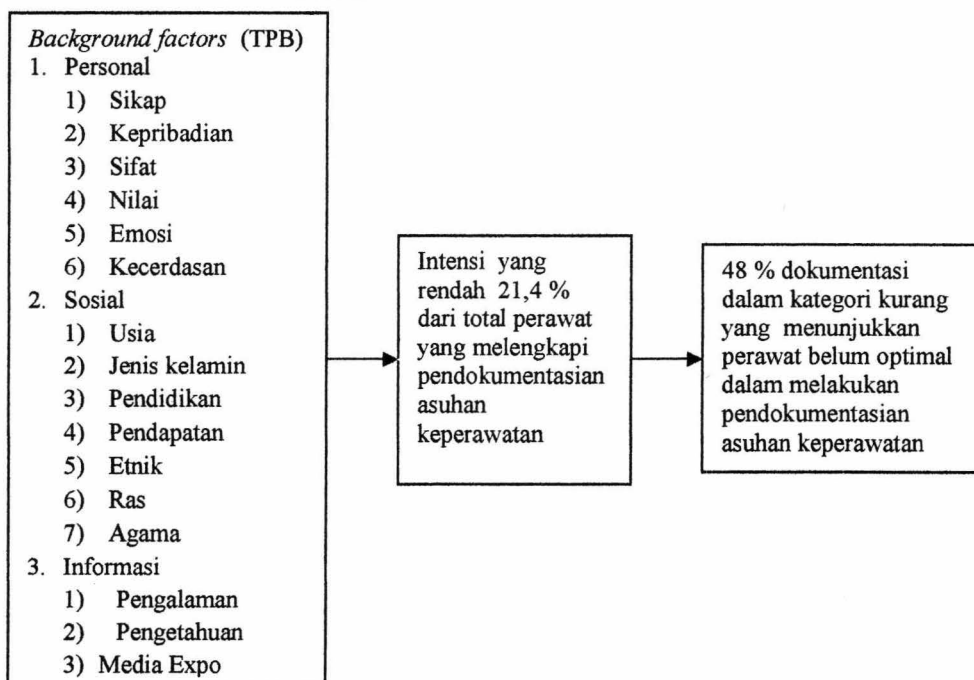 Background factors (TPB)
1. Personal
1) Sikap
2) Kepribadian
3) Sifat
4) Nilai
5) Emosi
6) Kecerdasan
2. Sosial
1) Usia
2) Jenis kelamin
3) Pendidikan
4) Pendapatan
5) Etnik
6) Ras
7) Agama
3. Informasi
1) Pengalaman
2) Pengetahuan
3) Media Expo
Intensi yang
rendah 21,4 %
dari total perawat
yang melengkapi
pendokumentasian
asuhan
keperawatan
48 % dokumentasi
dalam kategori kurang
yang menunjukkan
perawat belum optimal
dalam melakukan
pendokumentasian
asuhan keperawatan